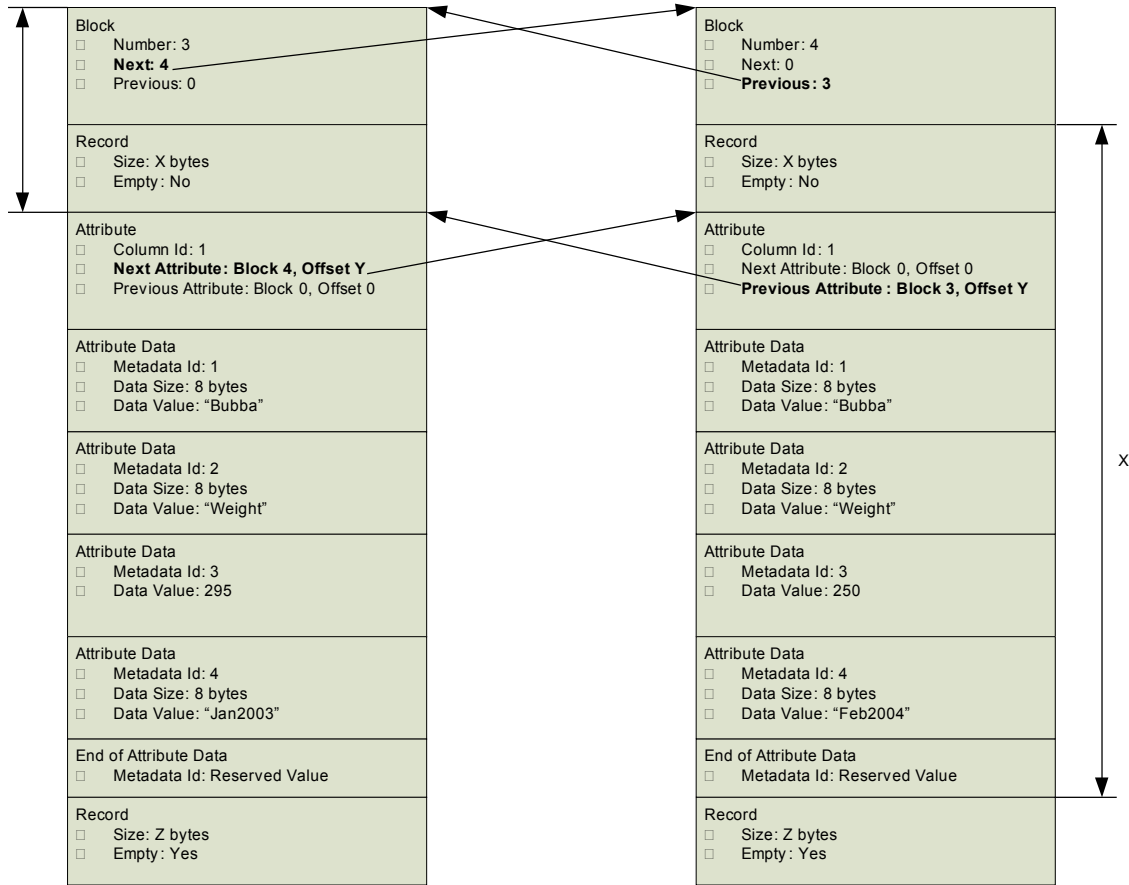 Block
Number: 3
Next: 4
Previous: 0
Record
Size: X bytes
Empty: No
Attribute
Column Id: 1
Next Attribute: Block 4, Offset Y
Previous Attribute: Block 0, Offset 0
Attribute Data
Metadata Id: 1
Data Size: 8 bytes
Data Value: “Bubba”
Attribute Data
Metadata Id: 2
Data Size: 8 bytes
Data Value: “Weight”
Attribute Data
Metadata Id: 3
Data Value: 295
Attribute Data
Metadata Id: 4
Data Size: 8 bytes
Data Value: “Jan2003”
End of Attribute Data
Metadata Id: Reserved Value
Record
Size: Z bytes
Empty: Yes
Block
Number: 4
Next: 0
Previous: 3
Record
Size: X bytes
Empty: No
Attribute
Column Id: 1
Next Attribute: Block 0, Offset 0
Previous Attribute: Block 3, Offset Y
Attribute Data
Metadata Id: 1
Data Size: 8 bytes
Data Value: “Bubba”
Attribute Data
Metadata Id: 2
Data Size: 8 bytes
Data Value: “Weight”
Attribute Data
Metadata Id: 3
Data Value: 250
Attribute Data
Metadata Id: 4
Data Size: 8 bytes
Data Value: “Feb2004”
End of Attribute Data
Metadata Id: Reserved Value
Record
Size: Z bytes
Empty: Yes
X